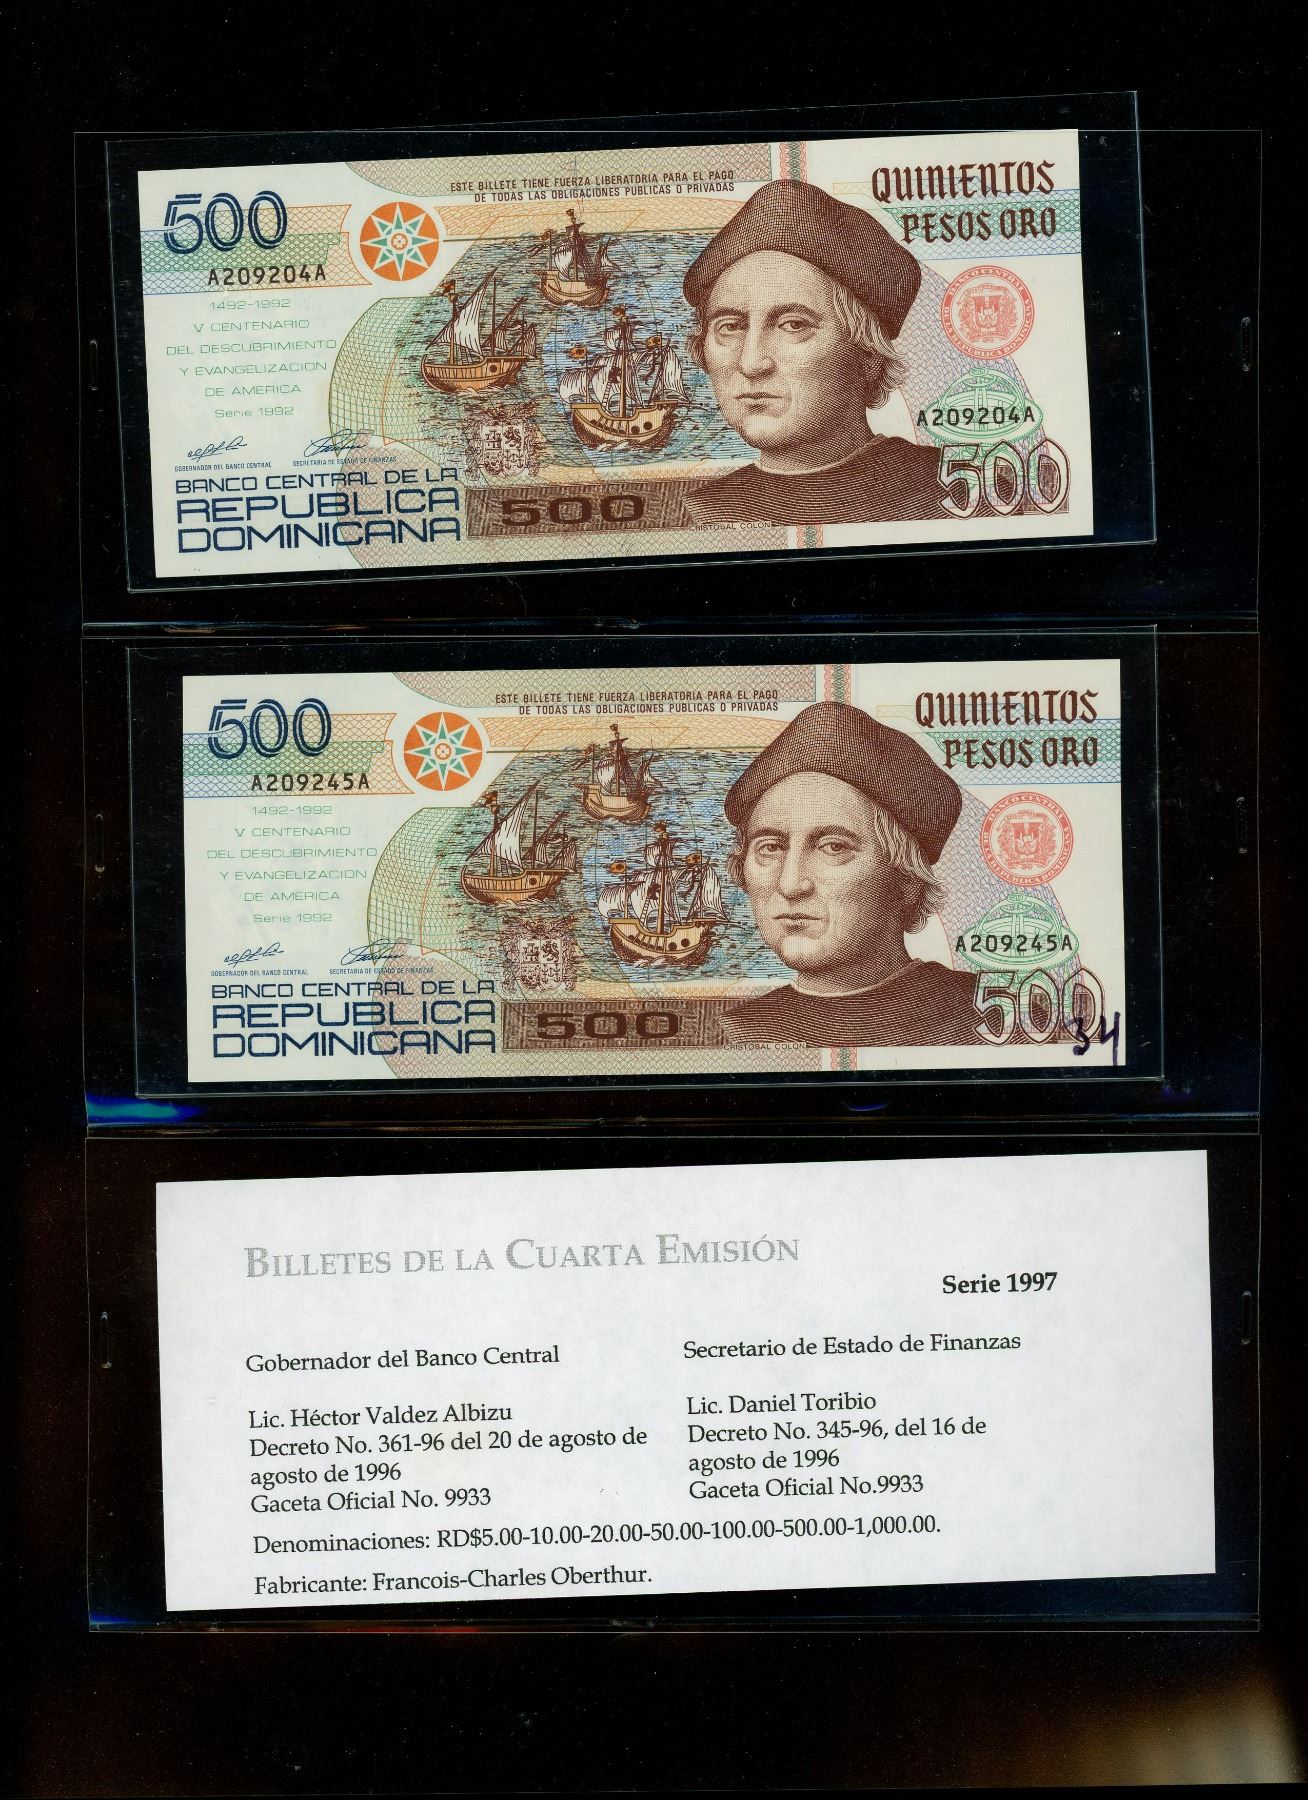 500
ESTE BILLETE TIENE FUERZA LIBERATORIA PARA EL PAGO
DE TODAS LAS OBLIGACIONES PUBLICAS O PRIVADAS
QUINIENTOS
PESOS ORO
A209204A
1492-1992
V CENTENARIO
DEL DESCUBRIMIENTO
Y EVANGELIZACION
DE AMERICA
Serie 1992
A209204A
GOBERNADOR DEL BANCO CENTRAL
SECRETARIA DE ESTADO DE FINANZAS
BANCO CENTRAL DE LA
REPUBLICA
DOMINICANA
500
CRISTOBAL COLON
500
500
ESTE BILLETE TIENE FUERZA LIBERATORIA PARA EL PAGO
DE TODAS LAS OBLIGACIONES PUBLICAS O PRIVADAS
QUINIENTOS
PESOS ORO
A209245A
1492-1992
V CENTENARIO
DEL DESCUBRIMIENTO
Y EVANGELIZACION
DE AMERICA
Serie 1992
A209245A
GOBERNADOR DEL BANCO CENTRAL
SECRETARIA DE ESTADO DE FINANZAS
BANCO CENTRAL DE LA
REPUBLICA
DOMINICANA
500
CRISTOBAL COLON
500
34
BILLETES DE LA CUARTA EMISIÓN
Serie 1997
Gobernador del Banco Central
Secretario de Estado de Finanzas
Lic. Héctor Valdez Albizu
Decreto No. 361-96 del 20 de agosto de
agosto de 1996
Gaceta Oficial No. 9933
Lic. Daniel Toribio
Decreto No. 345-96, del 16 de
agosto de 1996
Gaceta Oficial No.9933
Denominaciones: RD$5.00-10.00-20.00-50.00-100.00-500.00-1,000.00.
Fabricante: Francois-Charles Oberthur.